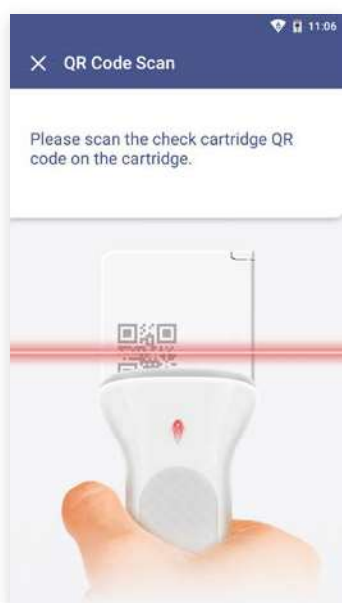 11:06
QR Code Scan
Please scan the check cartridge QR
code on the cartridge.